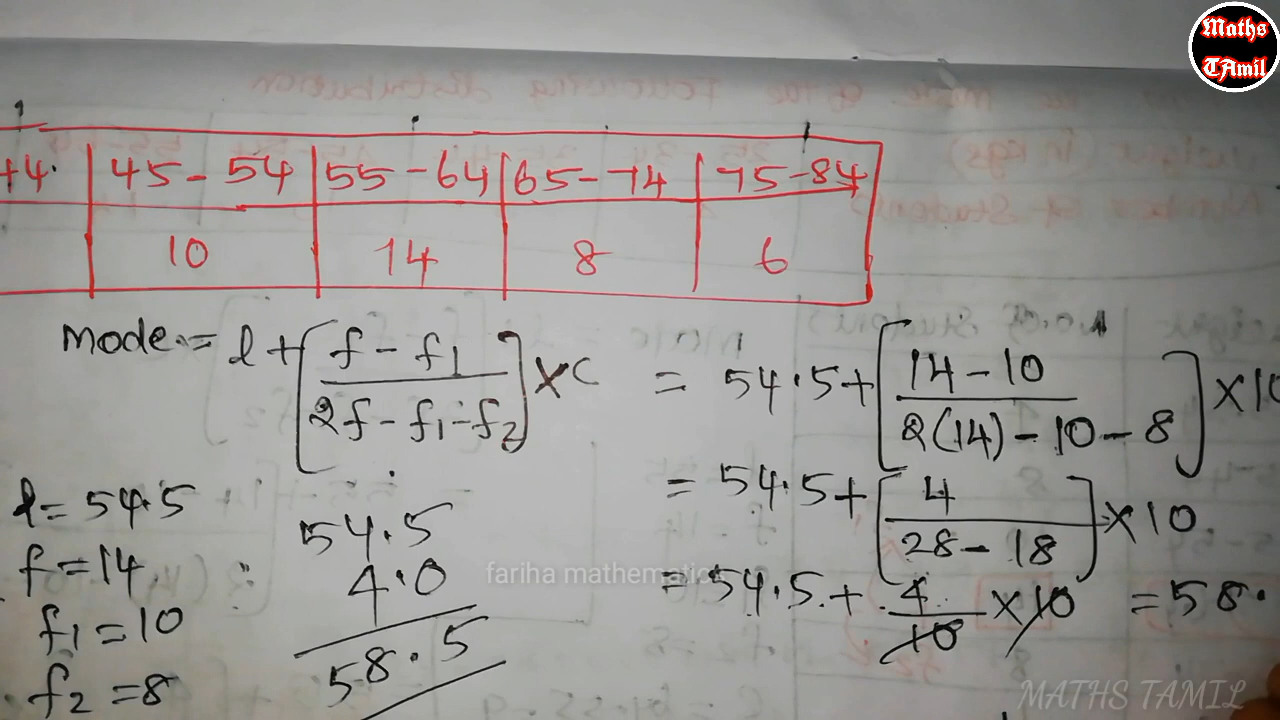 Maths
TAmil
+4. 45-54 55-64 65-74 75-84
10 14 8 6
Mode = l + [f - f1 / 2f - f1 - f2] × C
l = 54.5
f = 14
f1 = 10
f2 = 8
54.5
4.0
58.5
= 54.5 + [14 - 10 / 2(14) - 10 - 8] × 10
= 54.5 + [4 / 28 - 18] × 10
= 54.5 + 4 / 10 × 10 = 58.
fariha mathematic
MATHS TAMIL